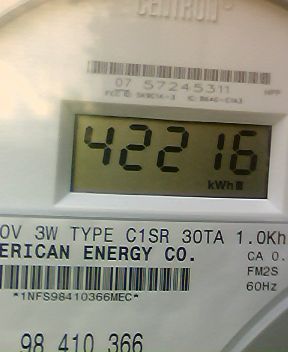 CENTRON
07 57245311
42216
kWh
0V 3W TYPE C1SR 30TA 1.0Kh
ERICAN ENERGY CO.
CA 0.
FM2S
60Hz
*1NFS98410366MEC*
98 410 366